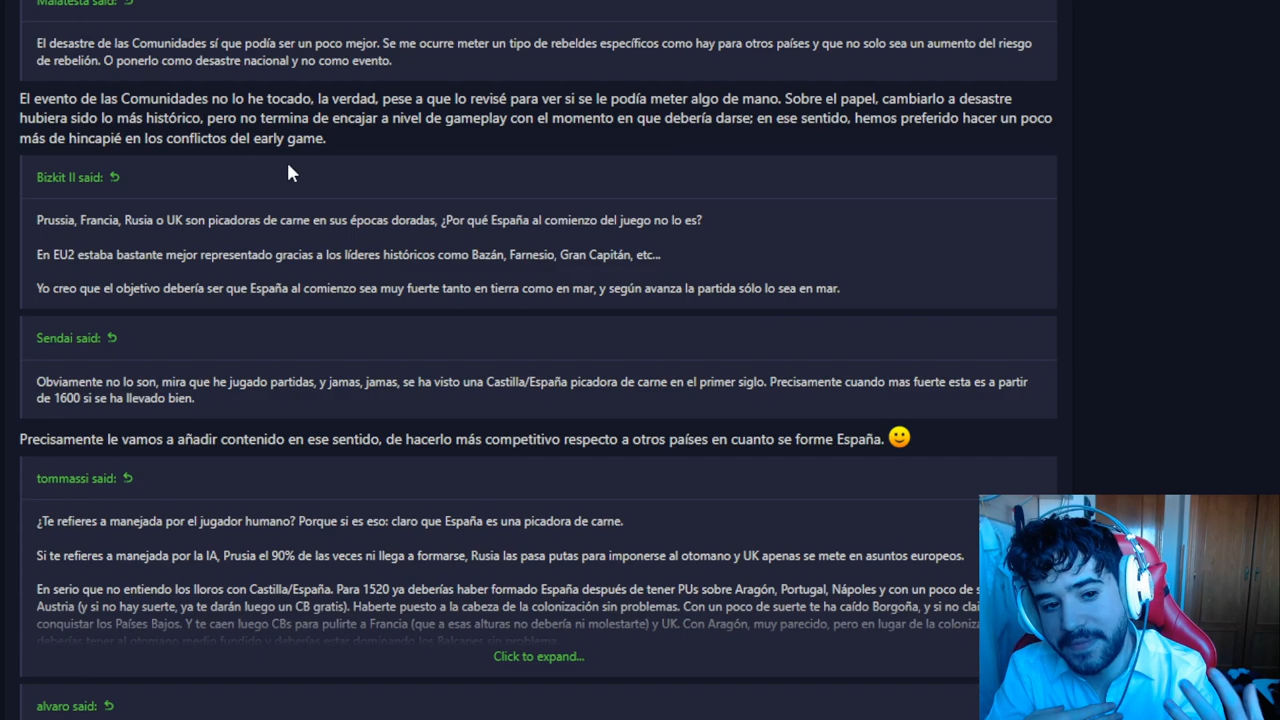 Malatesta said:
El desastre de las Comunidades sí que podía ser un poco mejor. Se me ocurre meter un tipo de rebeldes específicos como hay para otros países y que no solo sea un aumento del riesgo
de rebelión. O ponerlo como desastre nacional y no como evento.
El evento de las Comunidades no lo he tocado, la verdad, pese a que lo revisé para ver si se le podía meter algo de mano. Sobre el papel, cambiarlo a desastre
hubiera sido lo más histórico, pero no termina de encajar a nivel de gameplay con el momento en que debería darse; en ese sentido, hemos preferido hacer un poco
más de hincapié en los conflictos del early game.
Bizkit II said:
Prussia, Francia, Rusia o UK son picadoras de carne en sus épocas doradas, ¿Por qué España al comienzo del juego no lo es?
En EU2 estaba bastante mejor representado gracias a los líderes históricos como Bazán, Farnesio, Gran Capitán, etc...
Yo creo que el objetivo debería ser que España al comienzo sea muy fuerte tanto en tierra como en mar, y según avanza la partida sólo lo sea en mar.
Sendai said:
Obviamente no lo son, mira que he jugado partidas, y jamas, jamas, se ha visto una Castilla/España picadora de carne en el primer siglo. Precisamente cuando mas fuerte esta es a partir
de 1600 si se ha llevado bien.
Precisamente le vamos a añadir contenido en ese sentido, de hacerlo más competitivo respecto a otros países en cuanto se forme España.
tommassi said:
¿Te refieres a manejada por el jugador humano? Porque si es eso: claro que España es una picadora de carne.
Si te refieres a manejada por la IA, Prusia el 90% de las veces ni llega a formarse, Rusia las pasa putas para imponerse al otomano y UK apenas se mete en asuntos europeos.
En serio que no entiendo los lloros con Castilla/España. Para 1520 ya deberías haber formado España después de tener PUs sobre Aragón, Portugal, Nápoles y con un poco de
Austria (y si no hay suerte, ya te darán luego un CB gratis). Haberte puesto a la cabeza de la colonización sin problemas. Con un poco de suerte te ha caído Borgoña, y si no
conquistar los Países Bajos. Y te caen luego CBs para pulirte a Francia (que a esas alturas no debería ni molestarte) y UK. Con Aragón, muy parecido, pero en lugar de la
deberías tener al otomano medio fundido y deberías estar dominando los Balcanes sin problema.
Click to expand...
alvaro said: